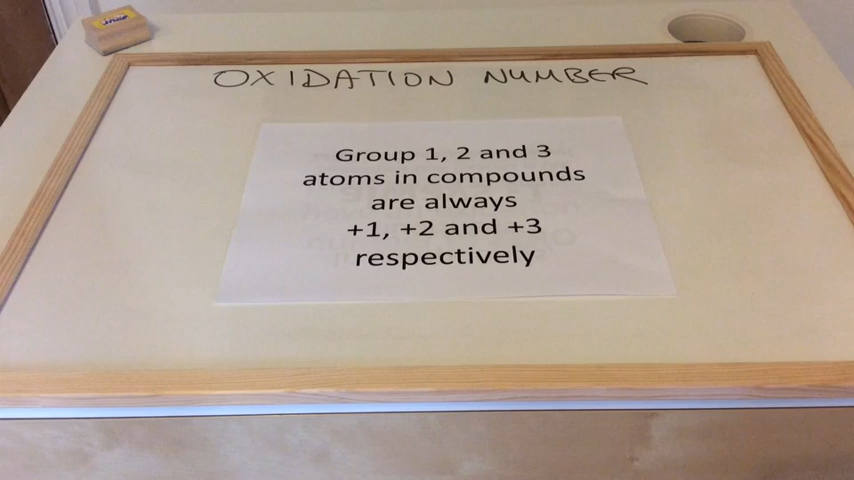 OXIDATION NUMBER
Group 1, 2 and 3
atoms in compounds
are always
+1, +2 and +3
respectively